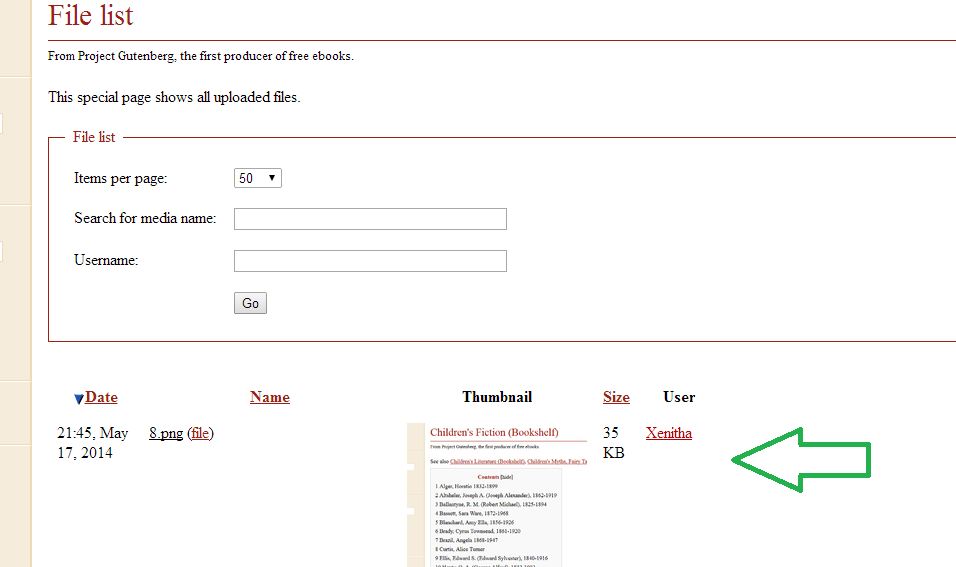 File list
From Project Gutenberg, the first producer of free ebooks.
This special page shows all uploaded files.
File list
Items per page: 50
Search for media name:
Username:
Go
Date Name Thumbnail Size User
21:45, May 17, 2014
8.png (file)
Children's Fiction (Bookshelf)
From Project Gutenberg, the first producer of free ebooks
See also Children's Literature (Bookshelf), Children's Myths, Fairy Ta
Contents [hide]
1 Alger, Horatio 1832-1899
2 Altsheler, Joseph A. (Joseph Alexander), 1862-1919
3 Ballantyne, R. M. (Robert Michael), 1825-1894
4 Bassett, Sara Ware, 1872-1968
5 Blanchard, Amy Ella, 1856-1926
6 Brady, Cyrus Townsend, 1861-1920
7 Brazil, Angela 1868-1947
8 Curtis, Alice Turner
9 Ellis, Edward S. (Edward Sylvester), 1840-1916
35 KB
Xenitha